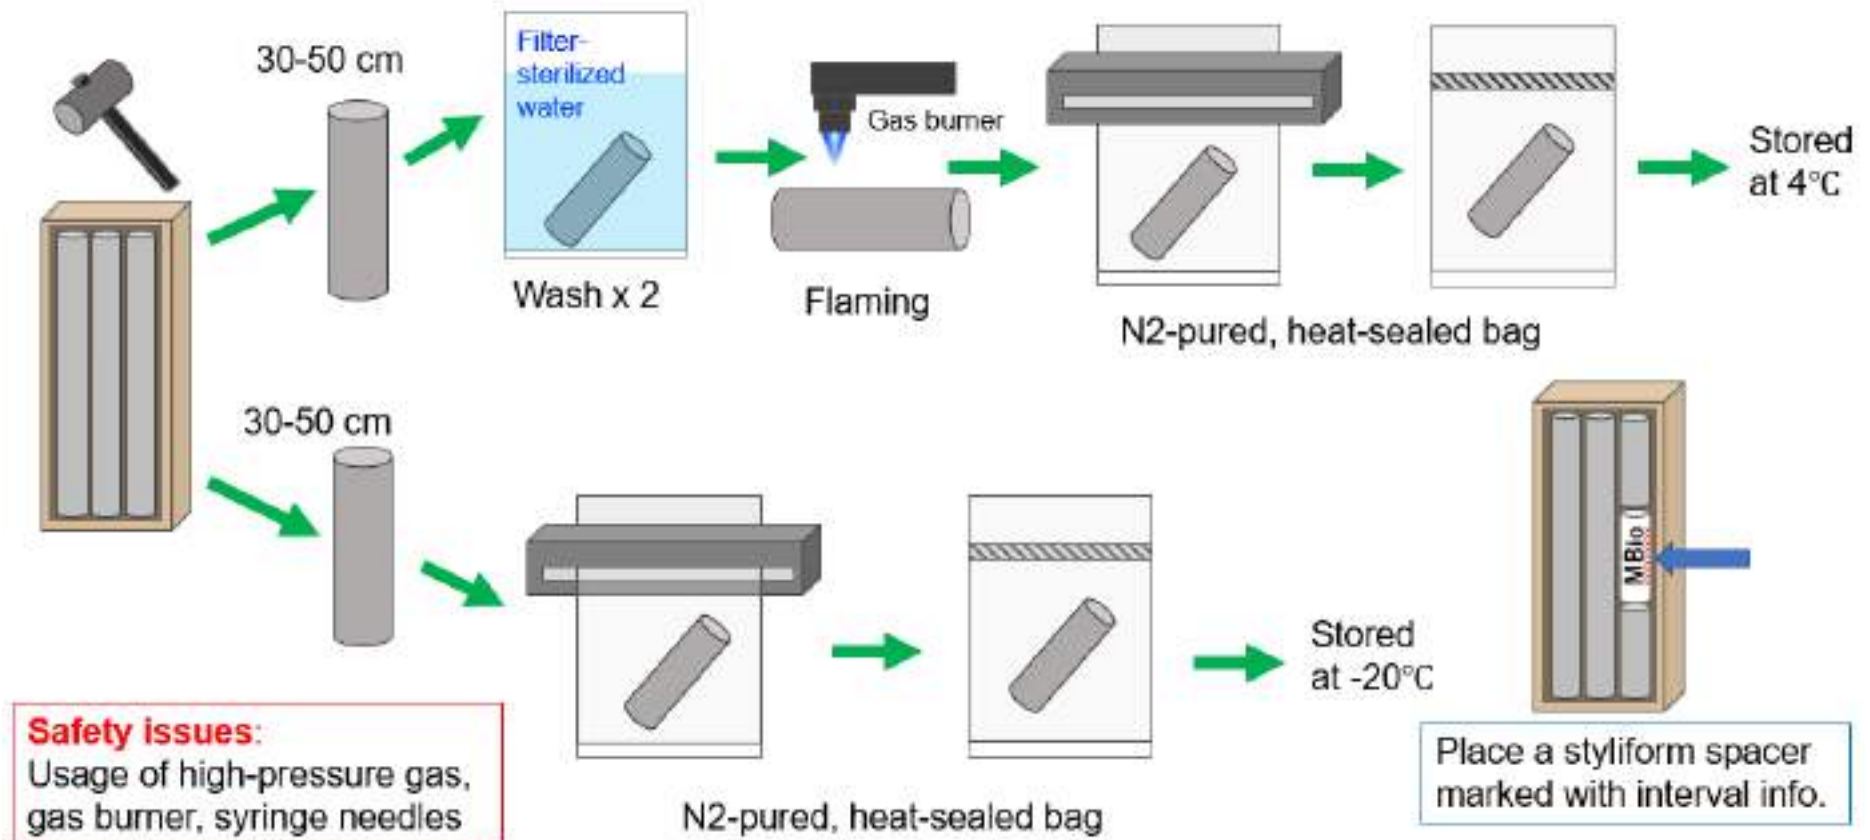 30-50 cm
Filter-
sterilized
water
Gas burner
Stored
at 4℃
Wash x 2
Flaming
N2-pured, heat-sealed bag
30-50 cm
MBio
Stored
at -20℃
Safety issues:
Usage of high-pressure gas,
gas burner, syringe needles
N2-pured, heat-sealed bag
Place a styliform spacer
marked with interval info.